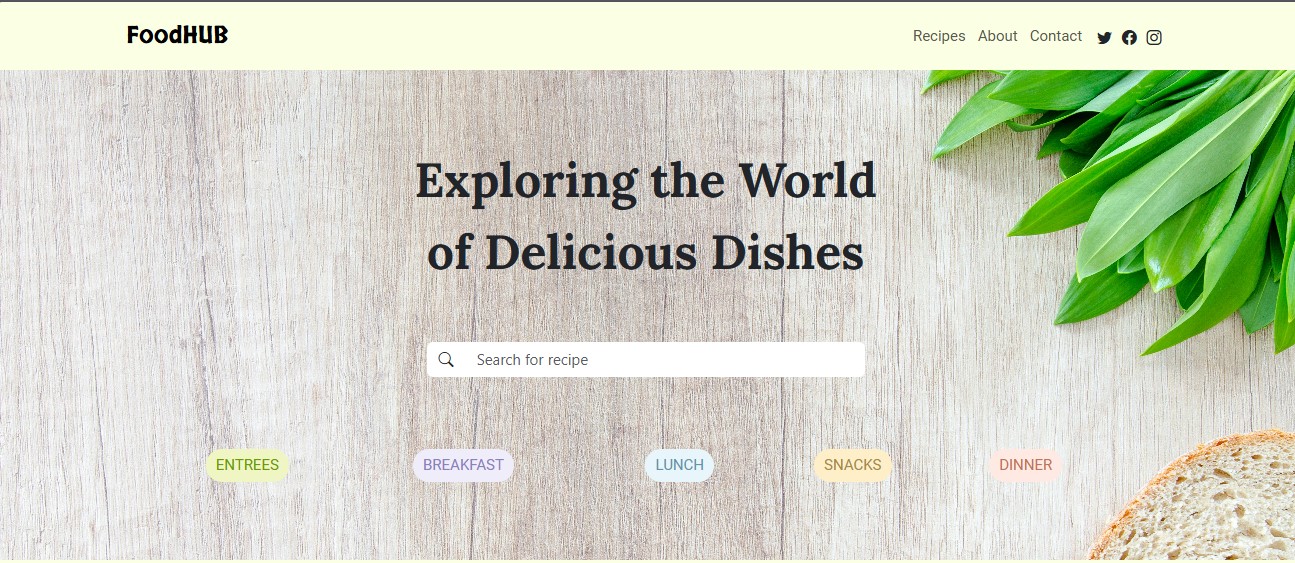 FoodHUB
Recipes About Contact
Exploring the World
of Delicious Dishes
Search for recipe
ENTREES BREAKFAST LUNCH SNACKS DINNER